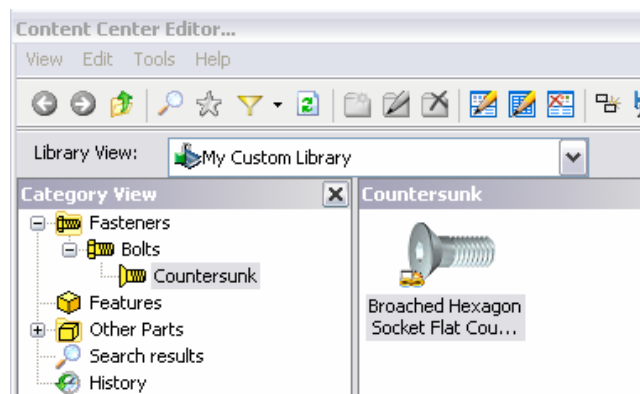 Content Center Editor...
View Edit Tools Help
Library View: My Custom Library
Category View
Countersunk
Fasteners
Bolts
Countersunk
Features
Other Parts
Search results
History
Broached Hexagon
Socket Flat Cou...